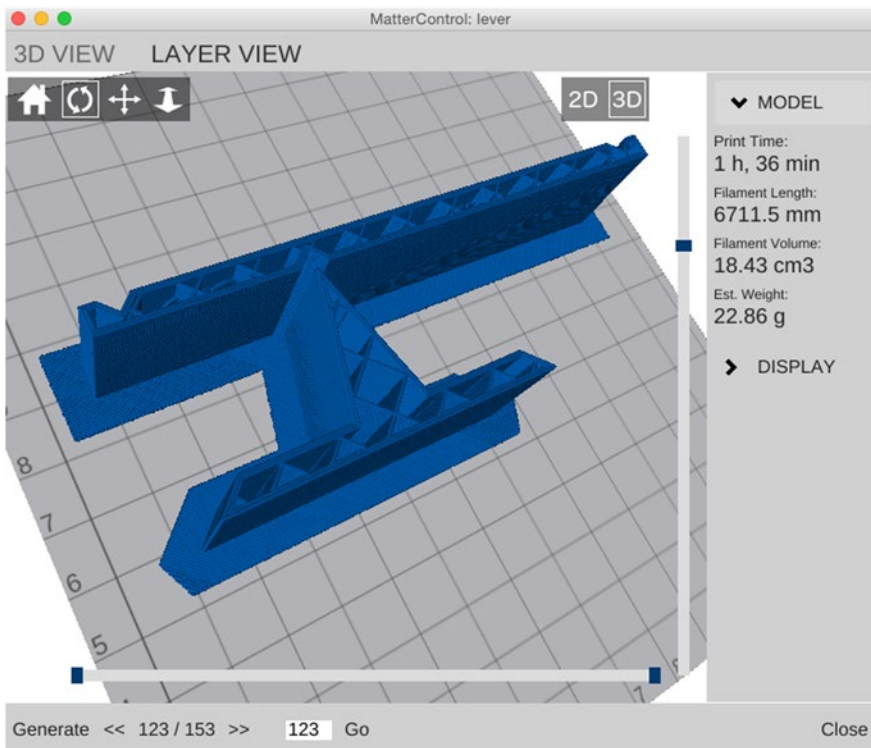 MatterControl: lever
3D VIEW LAYER VIEW
2D 3D
MODEL
Print Time:
1 h, 36 min
Filament Length:
6711.5 mm
Filament Volume:
18.43 cm3
Est. Weight:
22.86 g
DISPLAY
8
7
6
5
7
Generate << 123 / 153 >> 123 Go
Close